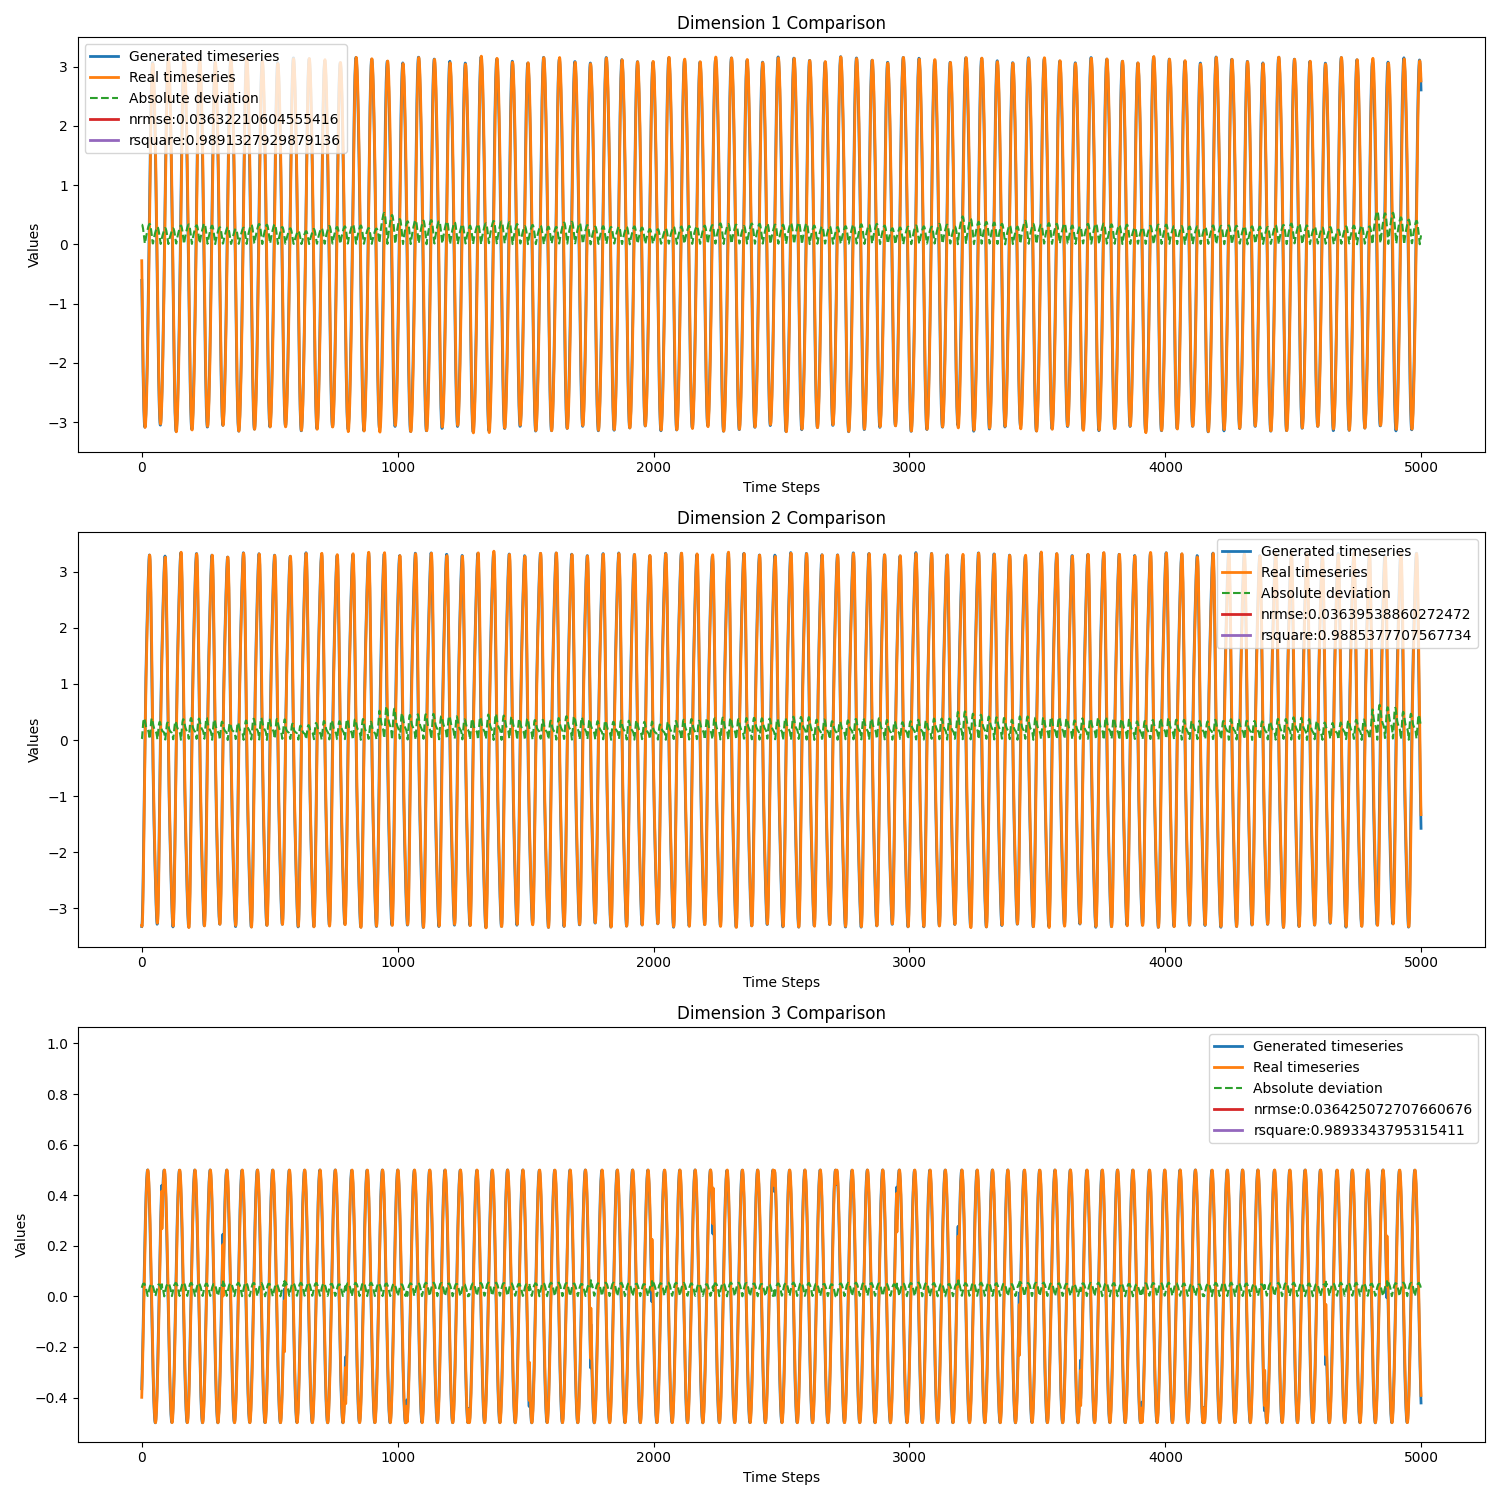 Dimension 1 Comparison
Generated timeseries
Real timeseries
Absolute deviation
nrmse:0.03632210604555416
rsquare:0.9891327929879136
3
2
1
0
−1
−2
−3
Values
0
1000
2000
3000
4000
5000
Time Steps
Dimension 2 Comparison
Generated timeseries
Real timeseries
Absolute deviation
nrmse:0.03639538860272472
rsquare:0.9885377707567734
3
2
1
0
−1
−2
−3
Values
0
1000
2000
3000
4000
5000
Time Steps
Dimension 3 Comparison
Generated timeseries
Real timeseries
Absolute deviation
nrmse:0.036425072707660676
rsquare:0.9893343795315411
1.0
0.8
0.6
0.4
0.2
0.0
−0.2
−0.4
Values
0
1000
2000
3000
4000
5000
Time Steps